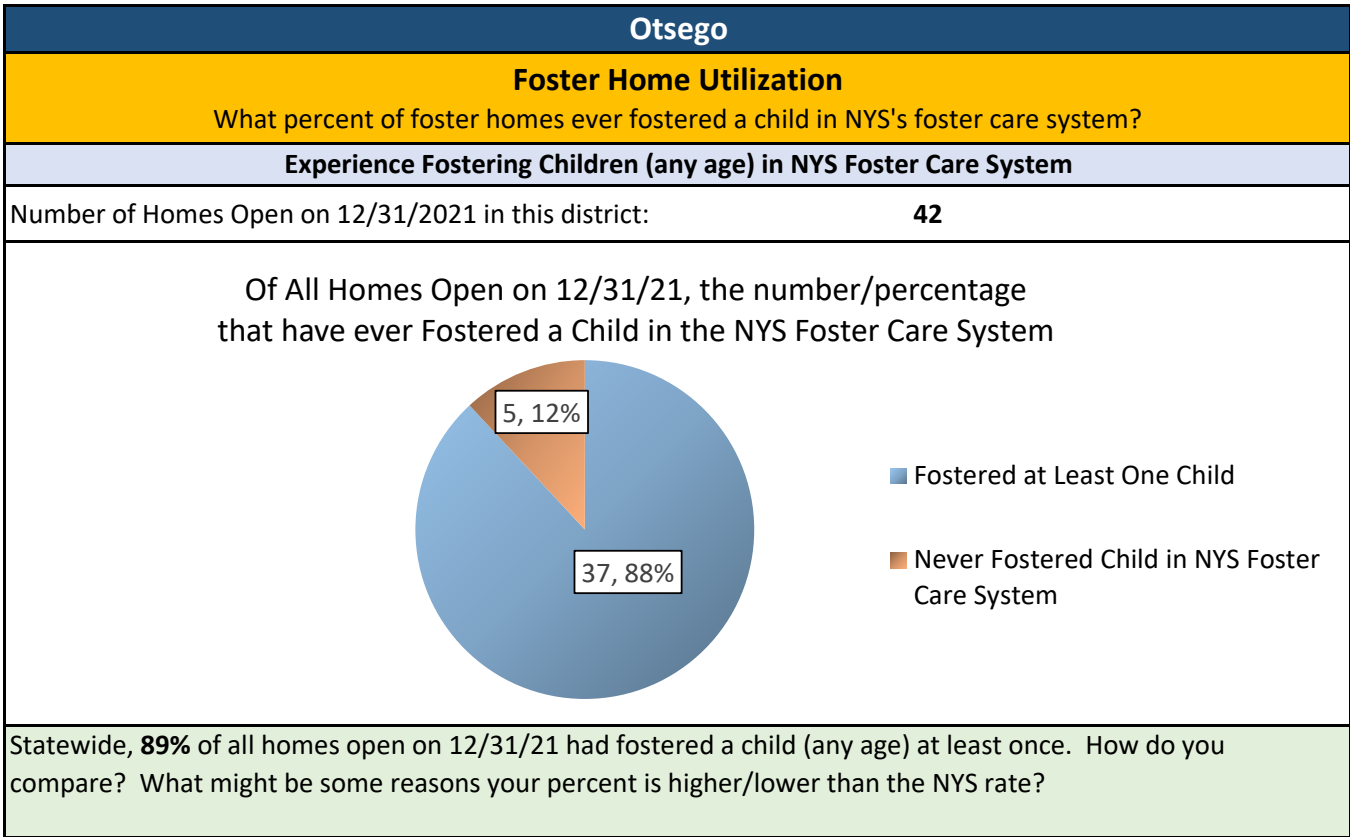 Otsego
Foster Home Utilization
What percent of foster homes ever fostered a child in NYS's foster care system?
Experience Fostering Children (any age) in NYS Foster Care System
Number of Homes Open on 12/31/2021 in this district: 42
Of All Homes Open on 12/31/21, the number/percentage
that have ever Fostered a Child in the NYS Foster Care System
5, 12%
37, 88%
Fostered at Least One Child
Never Fostered Child in NYS Foster
Care System
Statewide, 89% of all homes open on 12/31/21 had fostered a child (any age) at least once.  How do you
compare?  What might be some reasons your percent is higher/lower than the NYS rate?